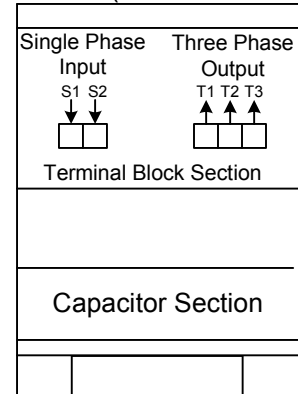 Single Phase Three Phase
Input Output
S1 S2 T1 T2 T3
Terminal Block Section
Capacitor Section